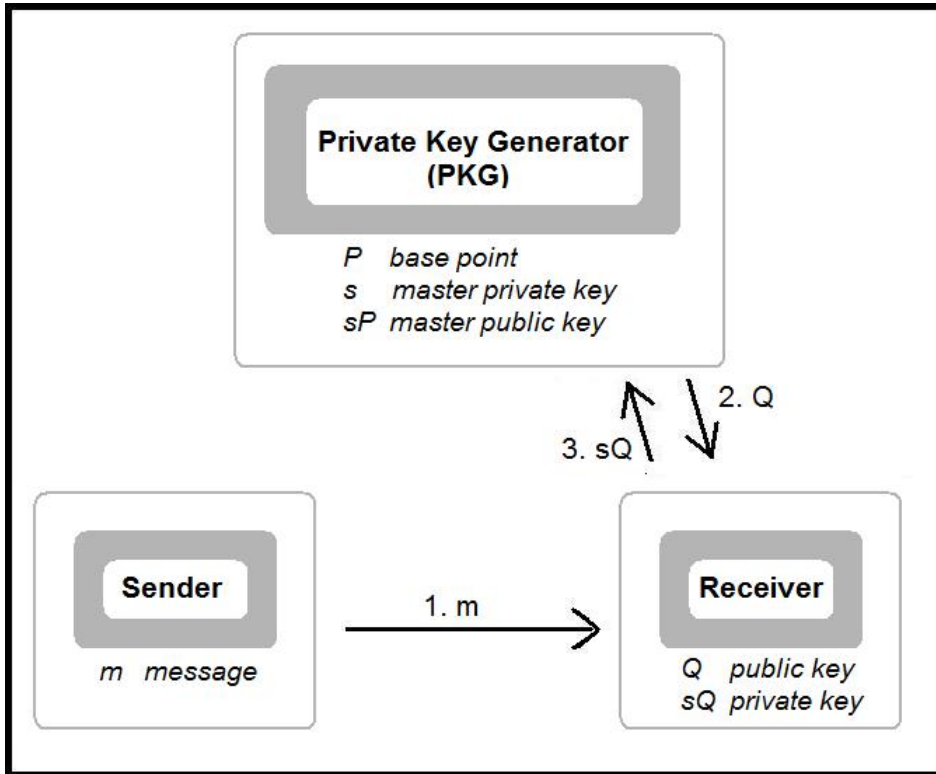 Private Key Generator
(PKG)
P base point
s master private key
sP master public key
2. Q
3. sQ
Sender
1. m
Receiver
m message
Q public key
sQ private key